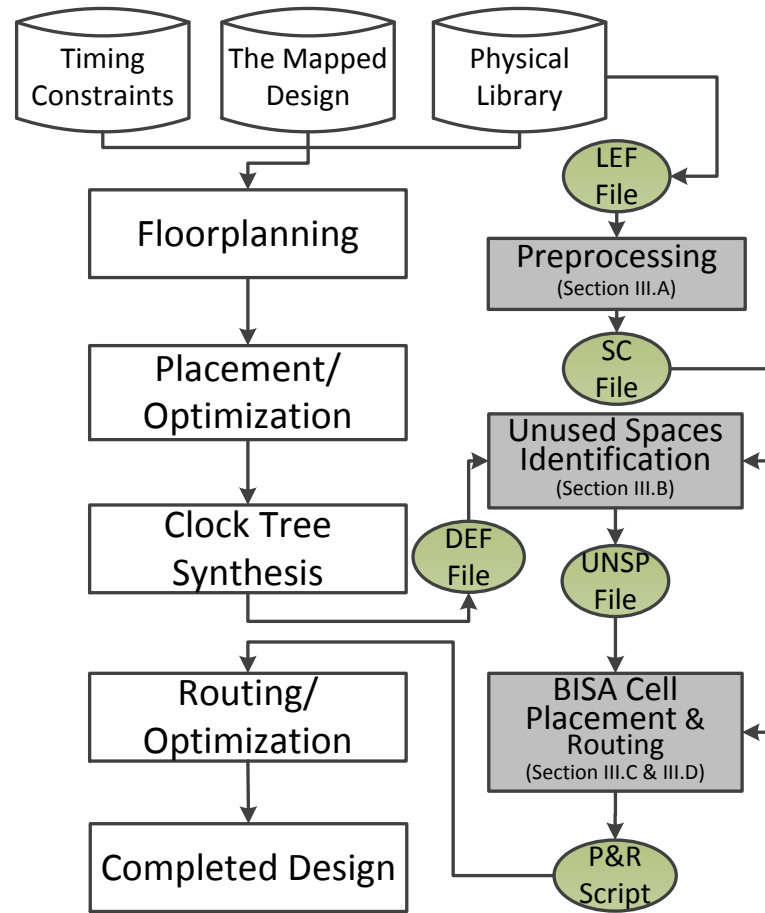 Timing
Constraints
The Mapped
Design
Physical
Library
LEF
File
Floorplanning
Preprocessing
(Section III.A)
SC
File
Placement/
Optimization
Unused Spaces
Identification
(Section III.B)
Clock Tree
Synthesis
DEF
File
UNSP
File
Routing/
Optimization
BISA Cell
Placement &
Routing
(Section III.C & III.D)
Completed Design
P&R
Script